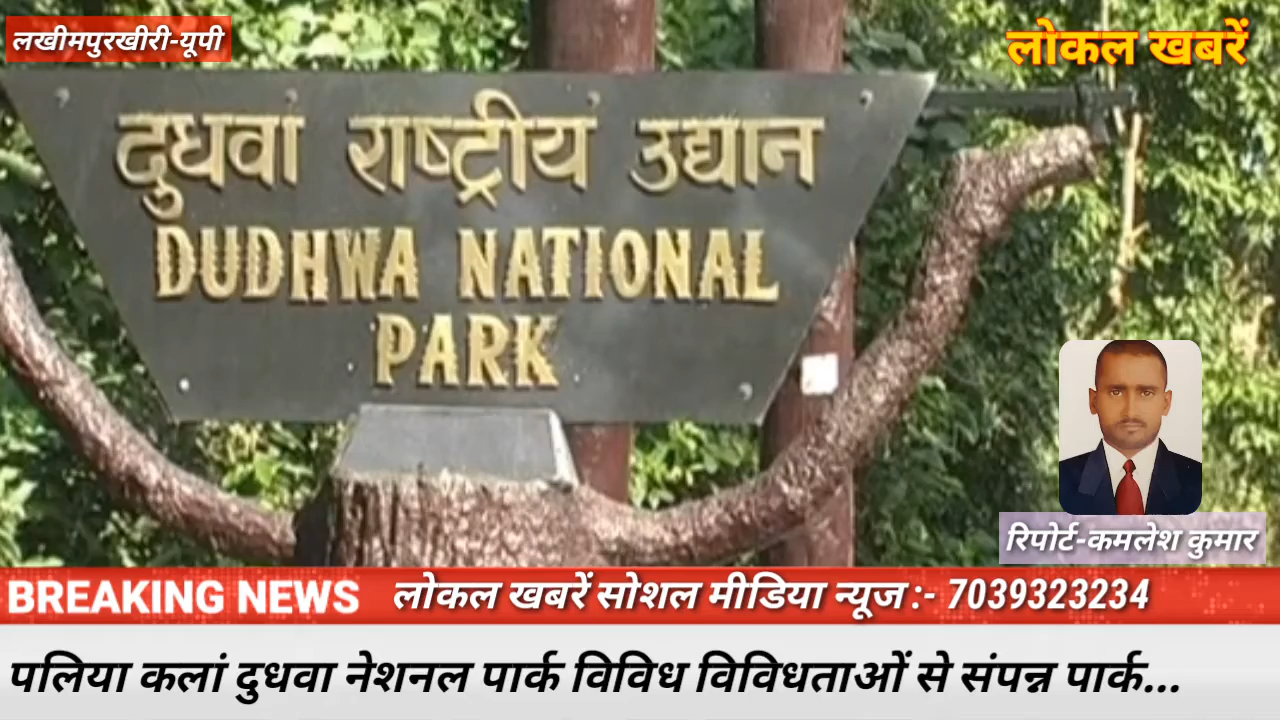 लखीमपुरखीरी-यूपी
लोकल खबरें
दुधवा राष्ट्रीय उद्यान
DUDHWA NATIONAL
PARK
रिपोर्ट-कमलेश कुमार
BREAKING NEWS लोकल खबरें सोशल मीडिया न्यूज :- 7039323234
पलिया कलां दुधवा नेशनल पार्क विविध विविधताओं से संपन्न पार्क...